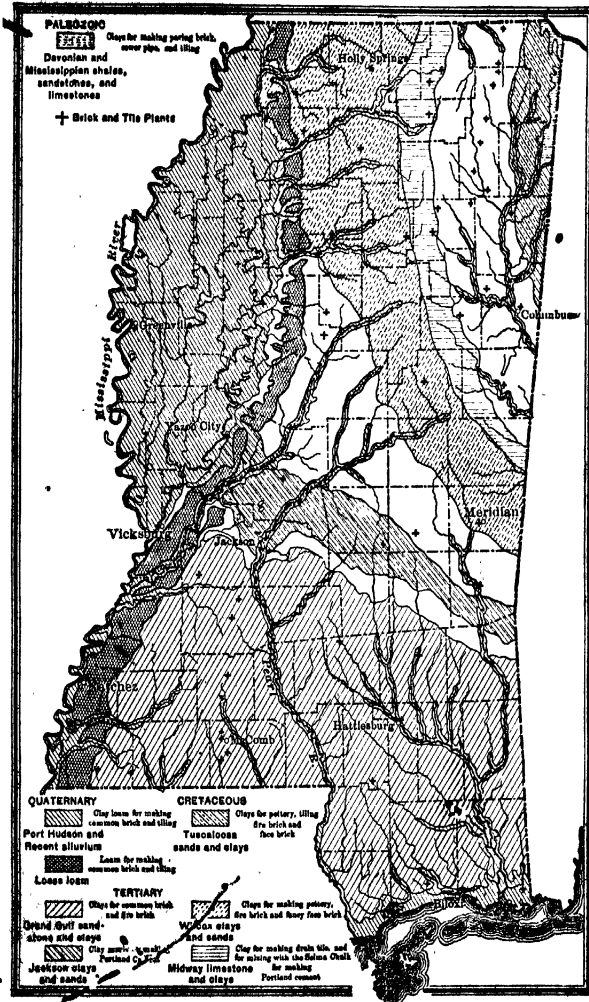 PALEOZOIC
Clays for making paving brick,
sewer pipe, and tiling
Devonian and
Mississippian shales,
sandstones, and
limestones
+ Brick and Tile Plants
Holly Springs
Mississippi River
Greenville
Columbus
Yazoo City
Vicksburg
Jackson
Meridian
Natchez
Pearl R.
Hattiesburg
McComb
Biloxi
QUATERNARY
Clay loam for making
common brick and tiling
Port Hudson and
Recent alluvium
Loam for making
common brick and tiling
Loess loam
CRETACEOUS
Clays for pottery, tiling
fire brick and
face brick
Tuscaloosa
sands and clays
TERTIARY
Clays for common brick
and fire brick
Grand Gulf sand-
stone and clays
Clay
Portland
Jackson clays
and sands
Clays for making pottery,
fire brick and fancy face brick
Wilcox clays
and sands
Clay for making drain tile, and
for mixing with the Selma Chalk
for making
Portland cement
Midway limestone
and clays